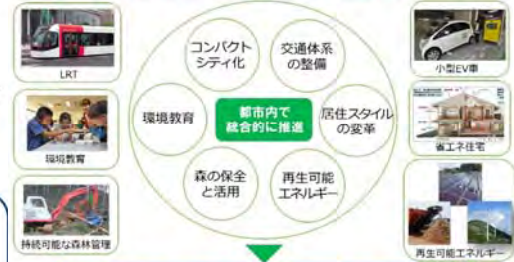 LRT
環境教育
持続可能な森林管理
コンパクト
シティ化
交通体系
の整備
環境教育
都市内で
統合的に推進
居住スタイル
の変革
森の保全
と活用
再生可能
エネルギー
小型EV車
省エネ住宅
再生可能エネルギー